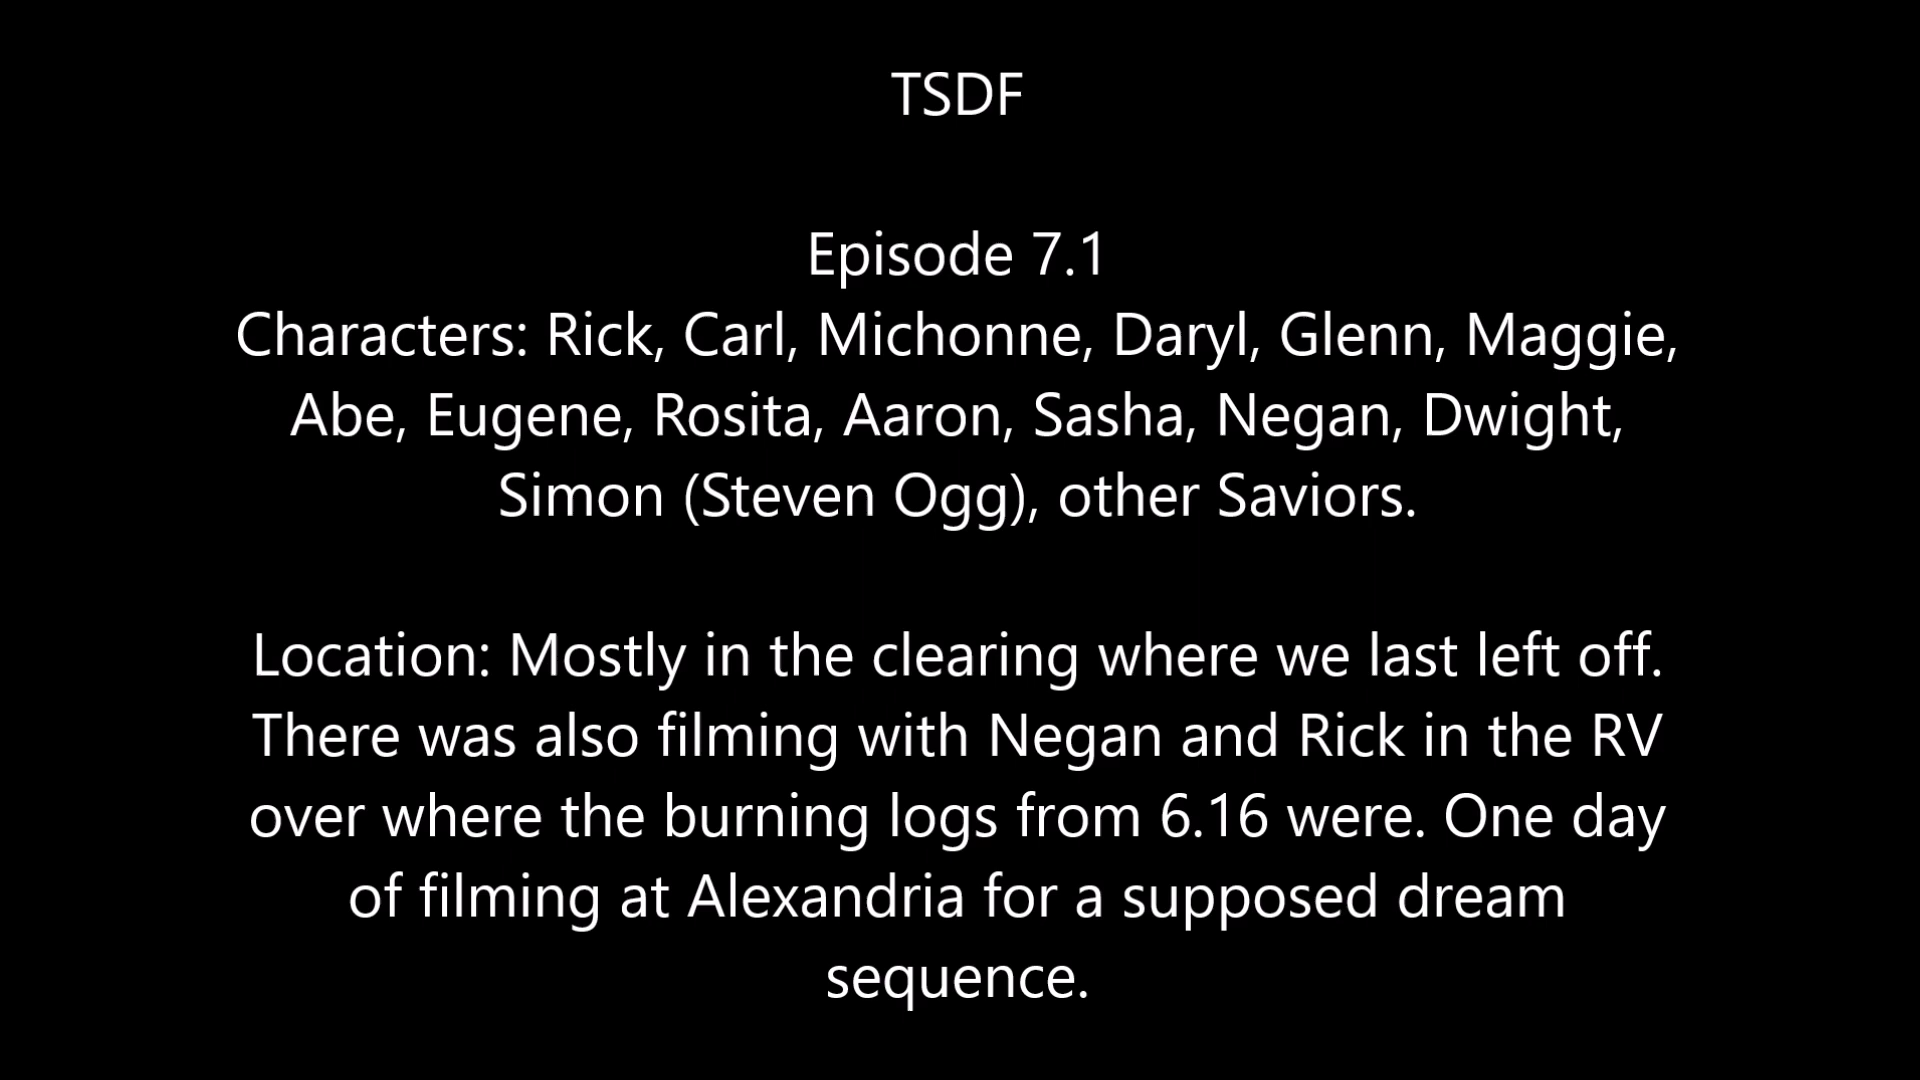 TSDF
Episode 7.1
Characters: Rick, Carl, Michonne, Daryl, Glenn, Maggie,
Abe, Eugene, Rosita, Aaron, Sasha, Negan, Dwight,
Simon (Steven Ogg), other Saviors.
Location: Mostly in the clearing where we last left off.
There was also filming with Negan and Rick in the RV
over where the burning logs from 6.16 were. One day
of filming at Alexandria for a supposed dream
sequence.